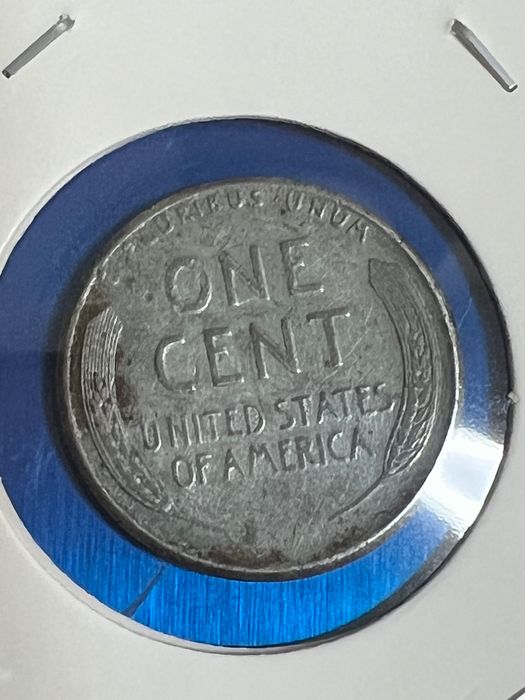 PLURIBUS · UNUM
ONE
CENT
UNITED STATES
OF AMERICA